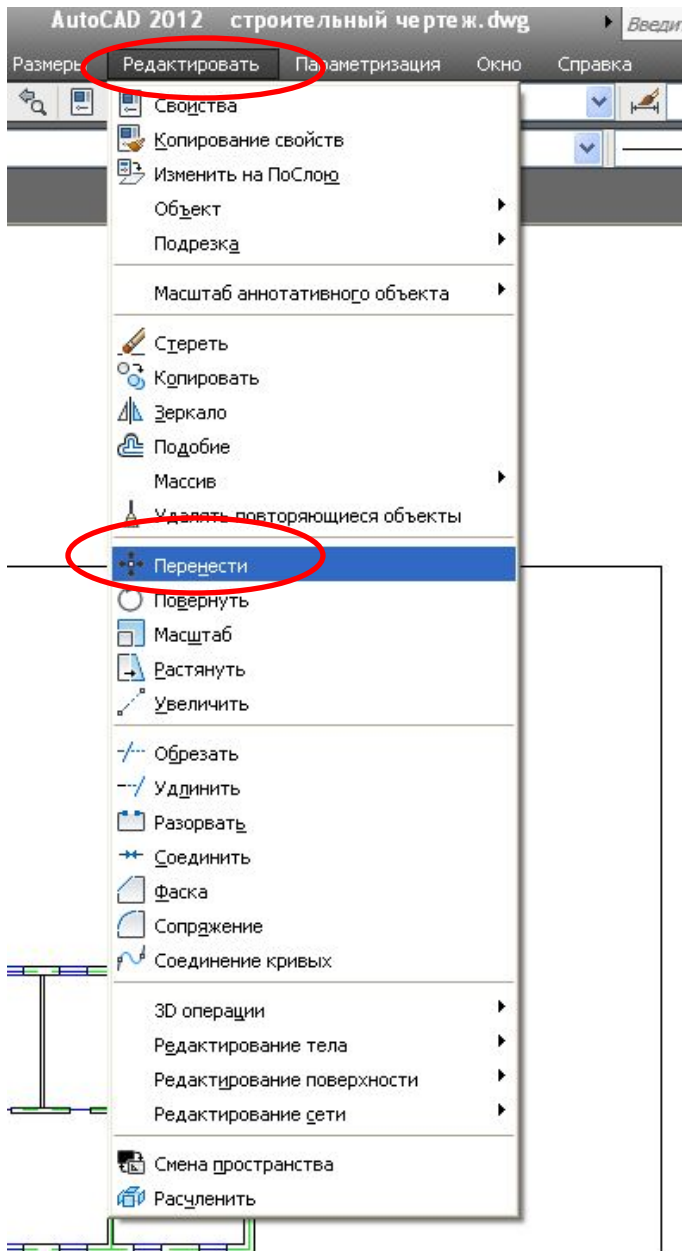 AutoCAD 2012 строительный чертеж.dwg
Размеры Редактировать Параметризация Окно Справка
Свойства
Копирование свойств
Изменить на ПоСлою
Объект
Подрезка
Масштаб аннотативного объекта
Стереть
Копировать
Зеркало
Подобие
Массив
Удалять повторяющиеся объекты
Перенести
Повернуть
Масштаб
Растянуть
Увеличить
Обрезать
Удлинить
Разорвать
Соединить
Фаска
Сопряжение
Соединение кривых
3D операции
Редактирование тела
Редактирование поверхности
Редактирование сети
Смена пространства
Расчленить